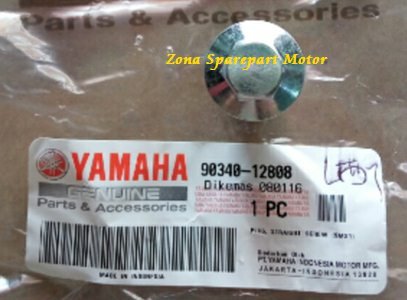 Parts & Accessories
Zona Sparepart Motor
YAMAHA
GENUINE
Parts & Accessories
90340-12808
Dikemas 080116
1 PC
PT.YAMAHA INDONESIA MOTOR MFG.
JAKARTA-INDONESIA 13920
MADE IN INDONESIA